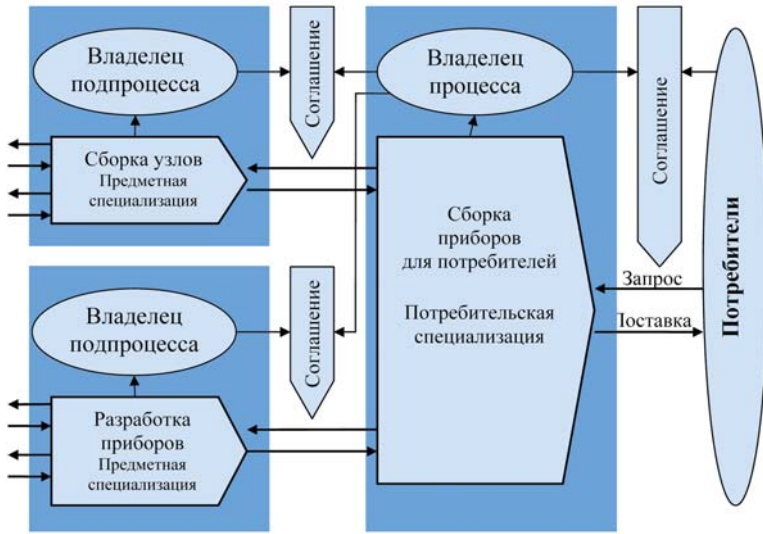 Владелец
подпроцесса
Соглашение
Владелец
процесса
Соглашение
Потребители
Сборка узлов
Предметная
специализация
Сборка
приборов
для потребителей
Потребительская
специализация
Запрос
Поставка
Владелец
подпроцесса
Соглашение
Разработка
приборов
Предметная
специализация